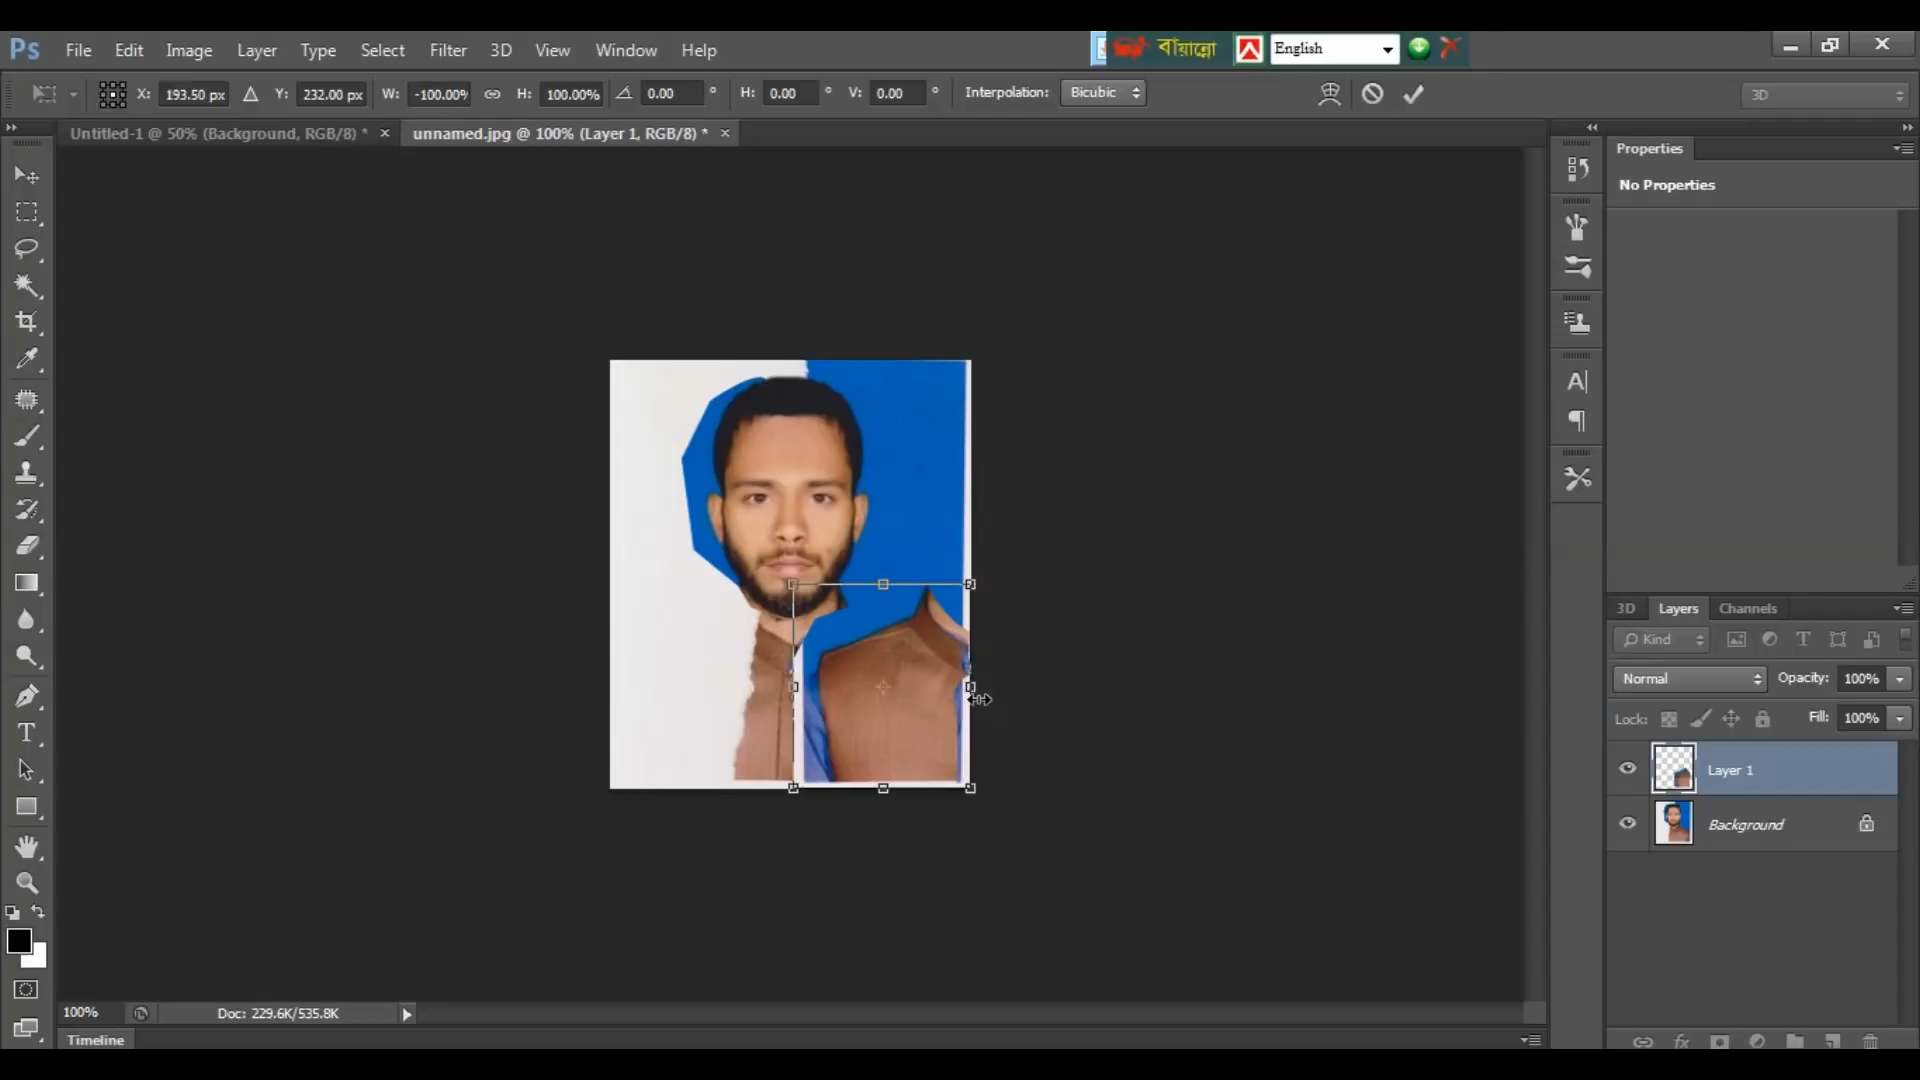 Ps File Edit Image Layer Type Select Filter 3D View Window Help
বায়ান্নো English
X: 193.50 px Y: 232.00 px W: -100.00% H: 100.00% 0.00 ° H: 0.00 ° V: 0.00 ° Interpolation: Bicubic 3D
Untitled-1 @ 50% (Background, RGB/8) * × unnamed.jpg @ 100% (Layer 1, RGB/8) * ×
Properties
No Properties
3D Layers Channels
Kind
Normal Opacity: 100%
Lock: Fill: 100%
Layer 1
Background
100% Doc: 229.6K/535.8K
Timeline